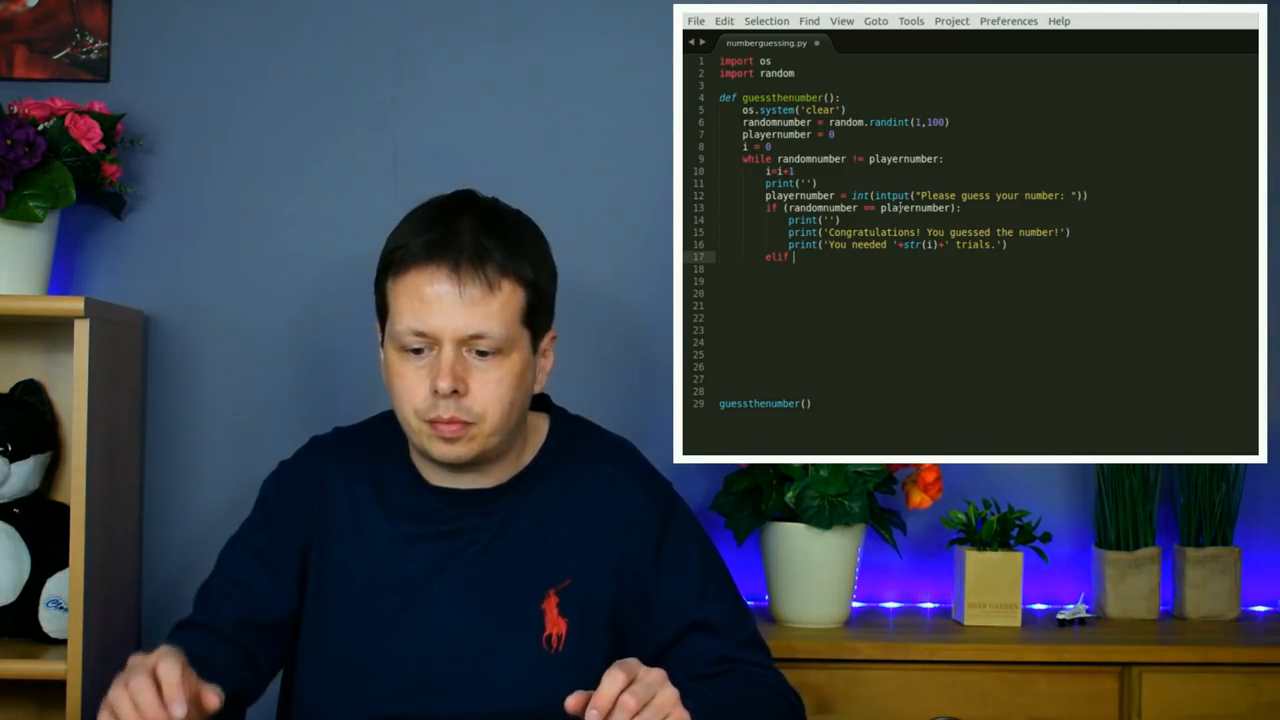 File Edit Selection Find View Goto Tools Project Preferences Help
numberguessing.py
1 import os
2 import random
3
4 def guessthenumber():
5 os.system('clear')
6 randomnumber = random.randint(1,100)
7 playernumber = 0
8 i = 0
9 while randomnumber != playernumber:
10 i=i+1
11 print('')
12 playernumber = int(intput("Please guess your number: "))
13 if (randomnumber == playernumber):
14 print('')
15 print('Congratulations! You guessed the number!')
16 print('You needed '+str(i)+' trials.')
17 elif
18
19
20
21
22
23
24
25
26
27
28
29 guessthenumber()
HERB GARDEN